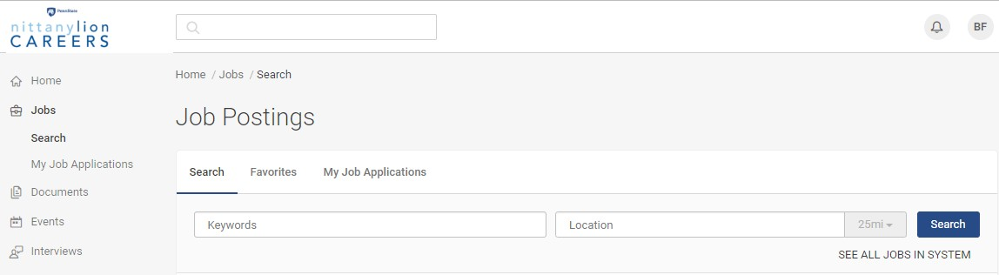 PennState
nittanylion
CAREERS
BF
Home
Jobs
Search
My Job Applications
Documents
Events
Interviews
Home / Jobs / Search
Job Postings
Search Favorites My Job Applications
Keywords Location 25mi Search
SEE ALL JOBS IN SYSTEM